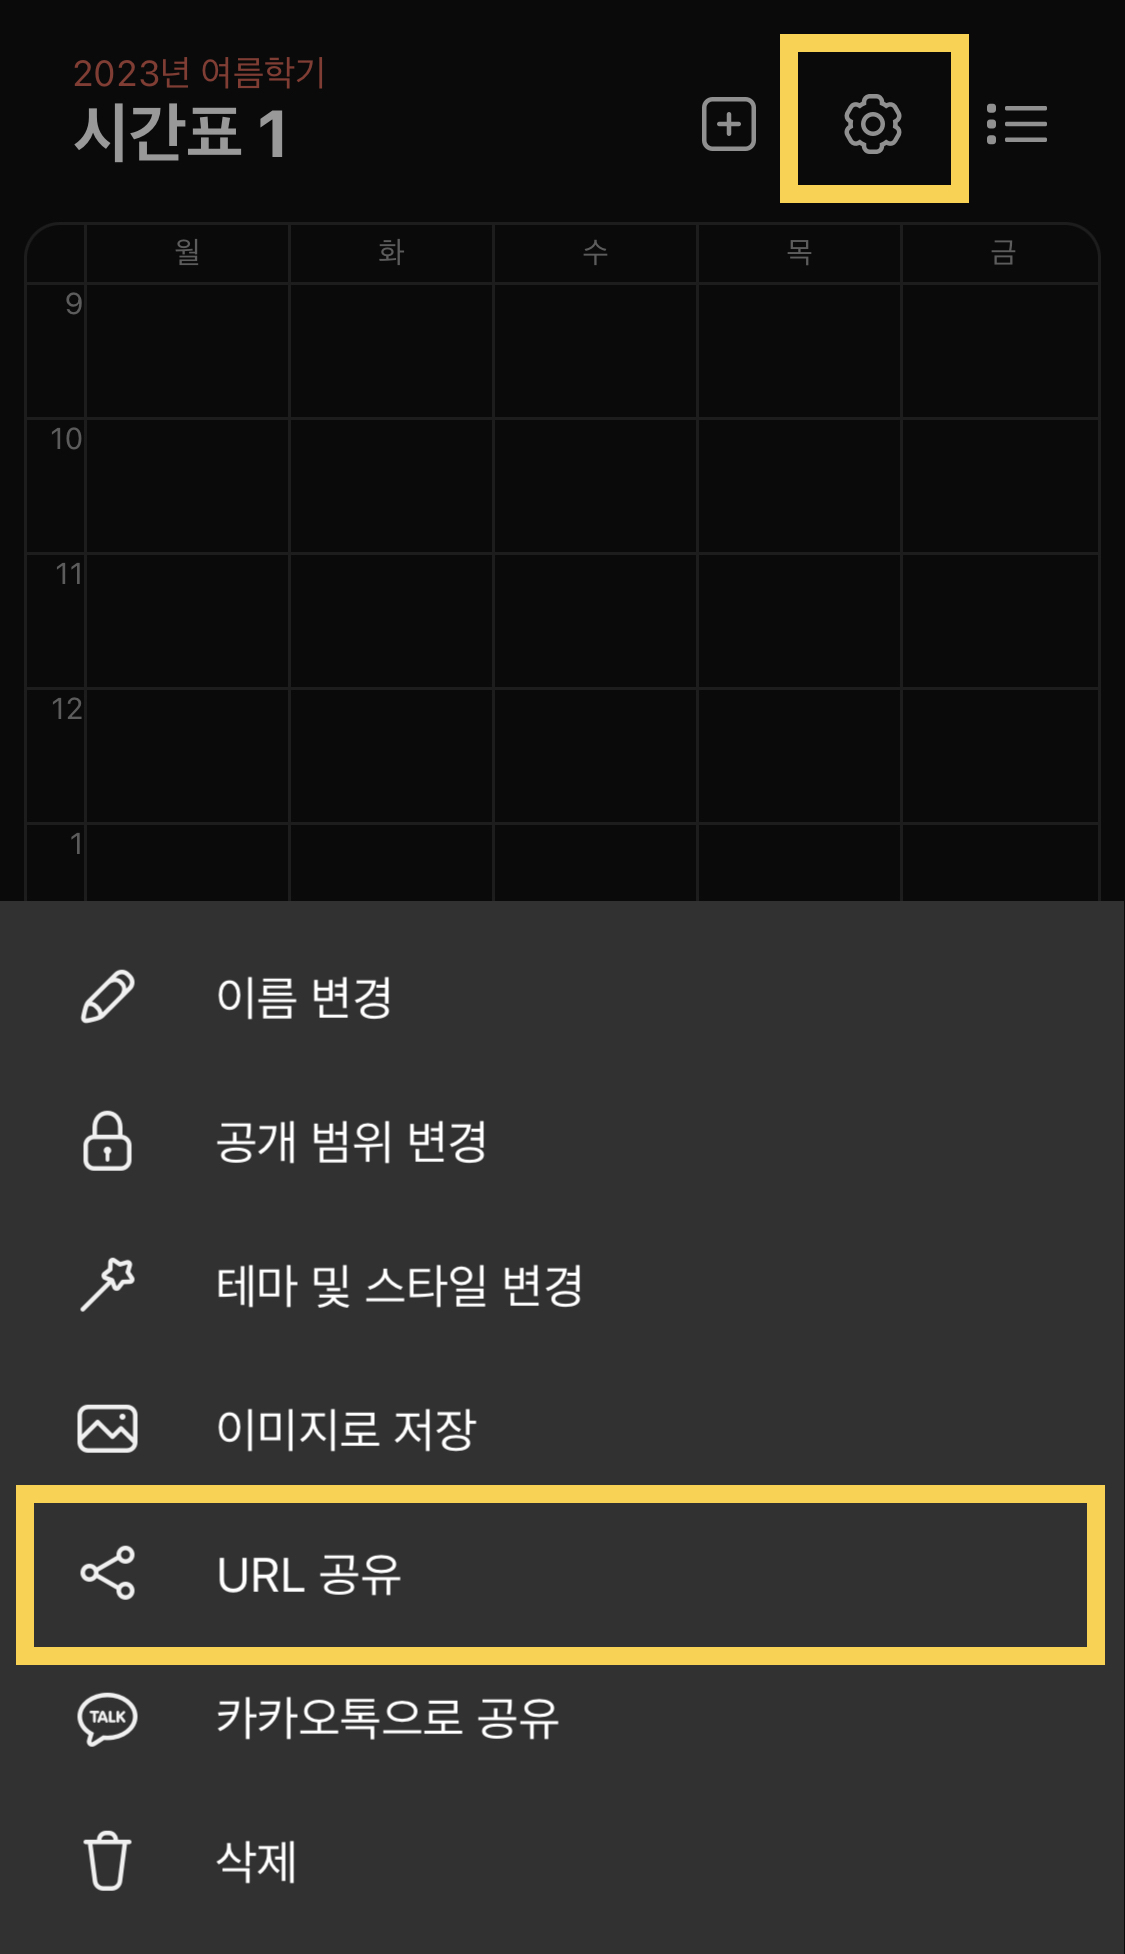 2023년 여름학기
시간표 1
월 화 수 목 금
9
10
11
12
1
이름 변경
공개 범위 변경
테마 및 스타일 변경
이미지로 저장
URL 공유
TALK 카카오톡으로 공유
삭제